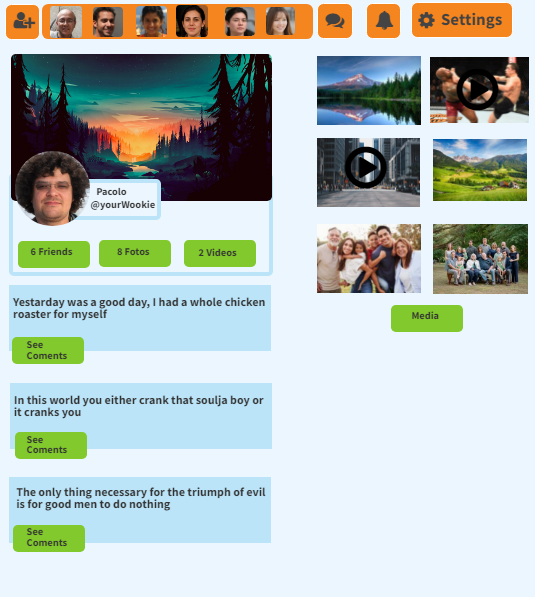 Settings
Pacolo
@yourWookie
6 Friends
8 Fotos
2 Videos
Yestarday was a good day, I had a whole chicken
roaster for myself
See
Coments
In this world you either crank that soulja boy or
it cranks you
See
Coments
The only thing necessary for the triumph of evil
is for good men to do nothing
See
Coments
Media